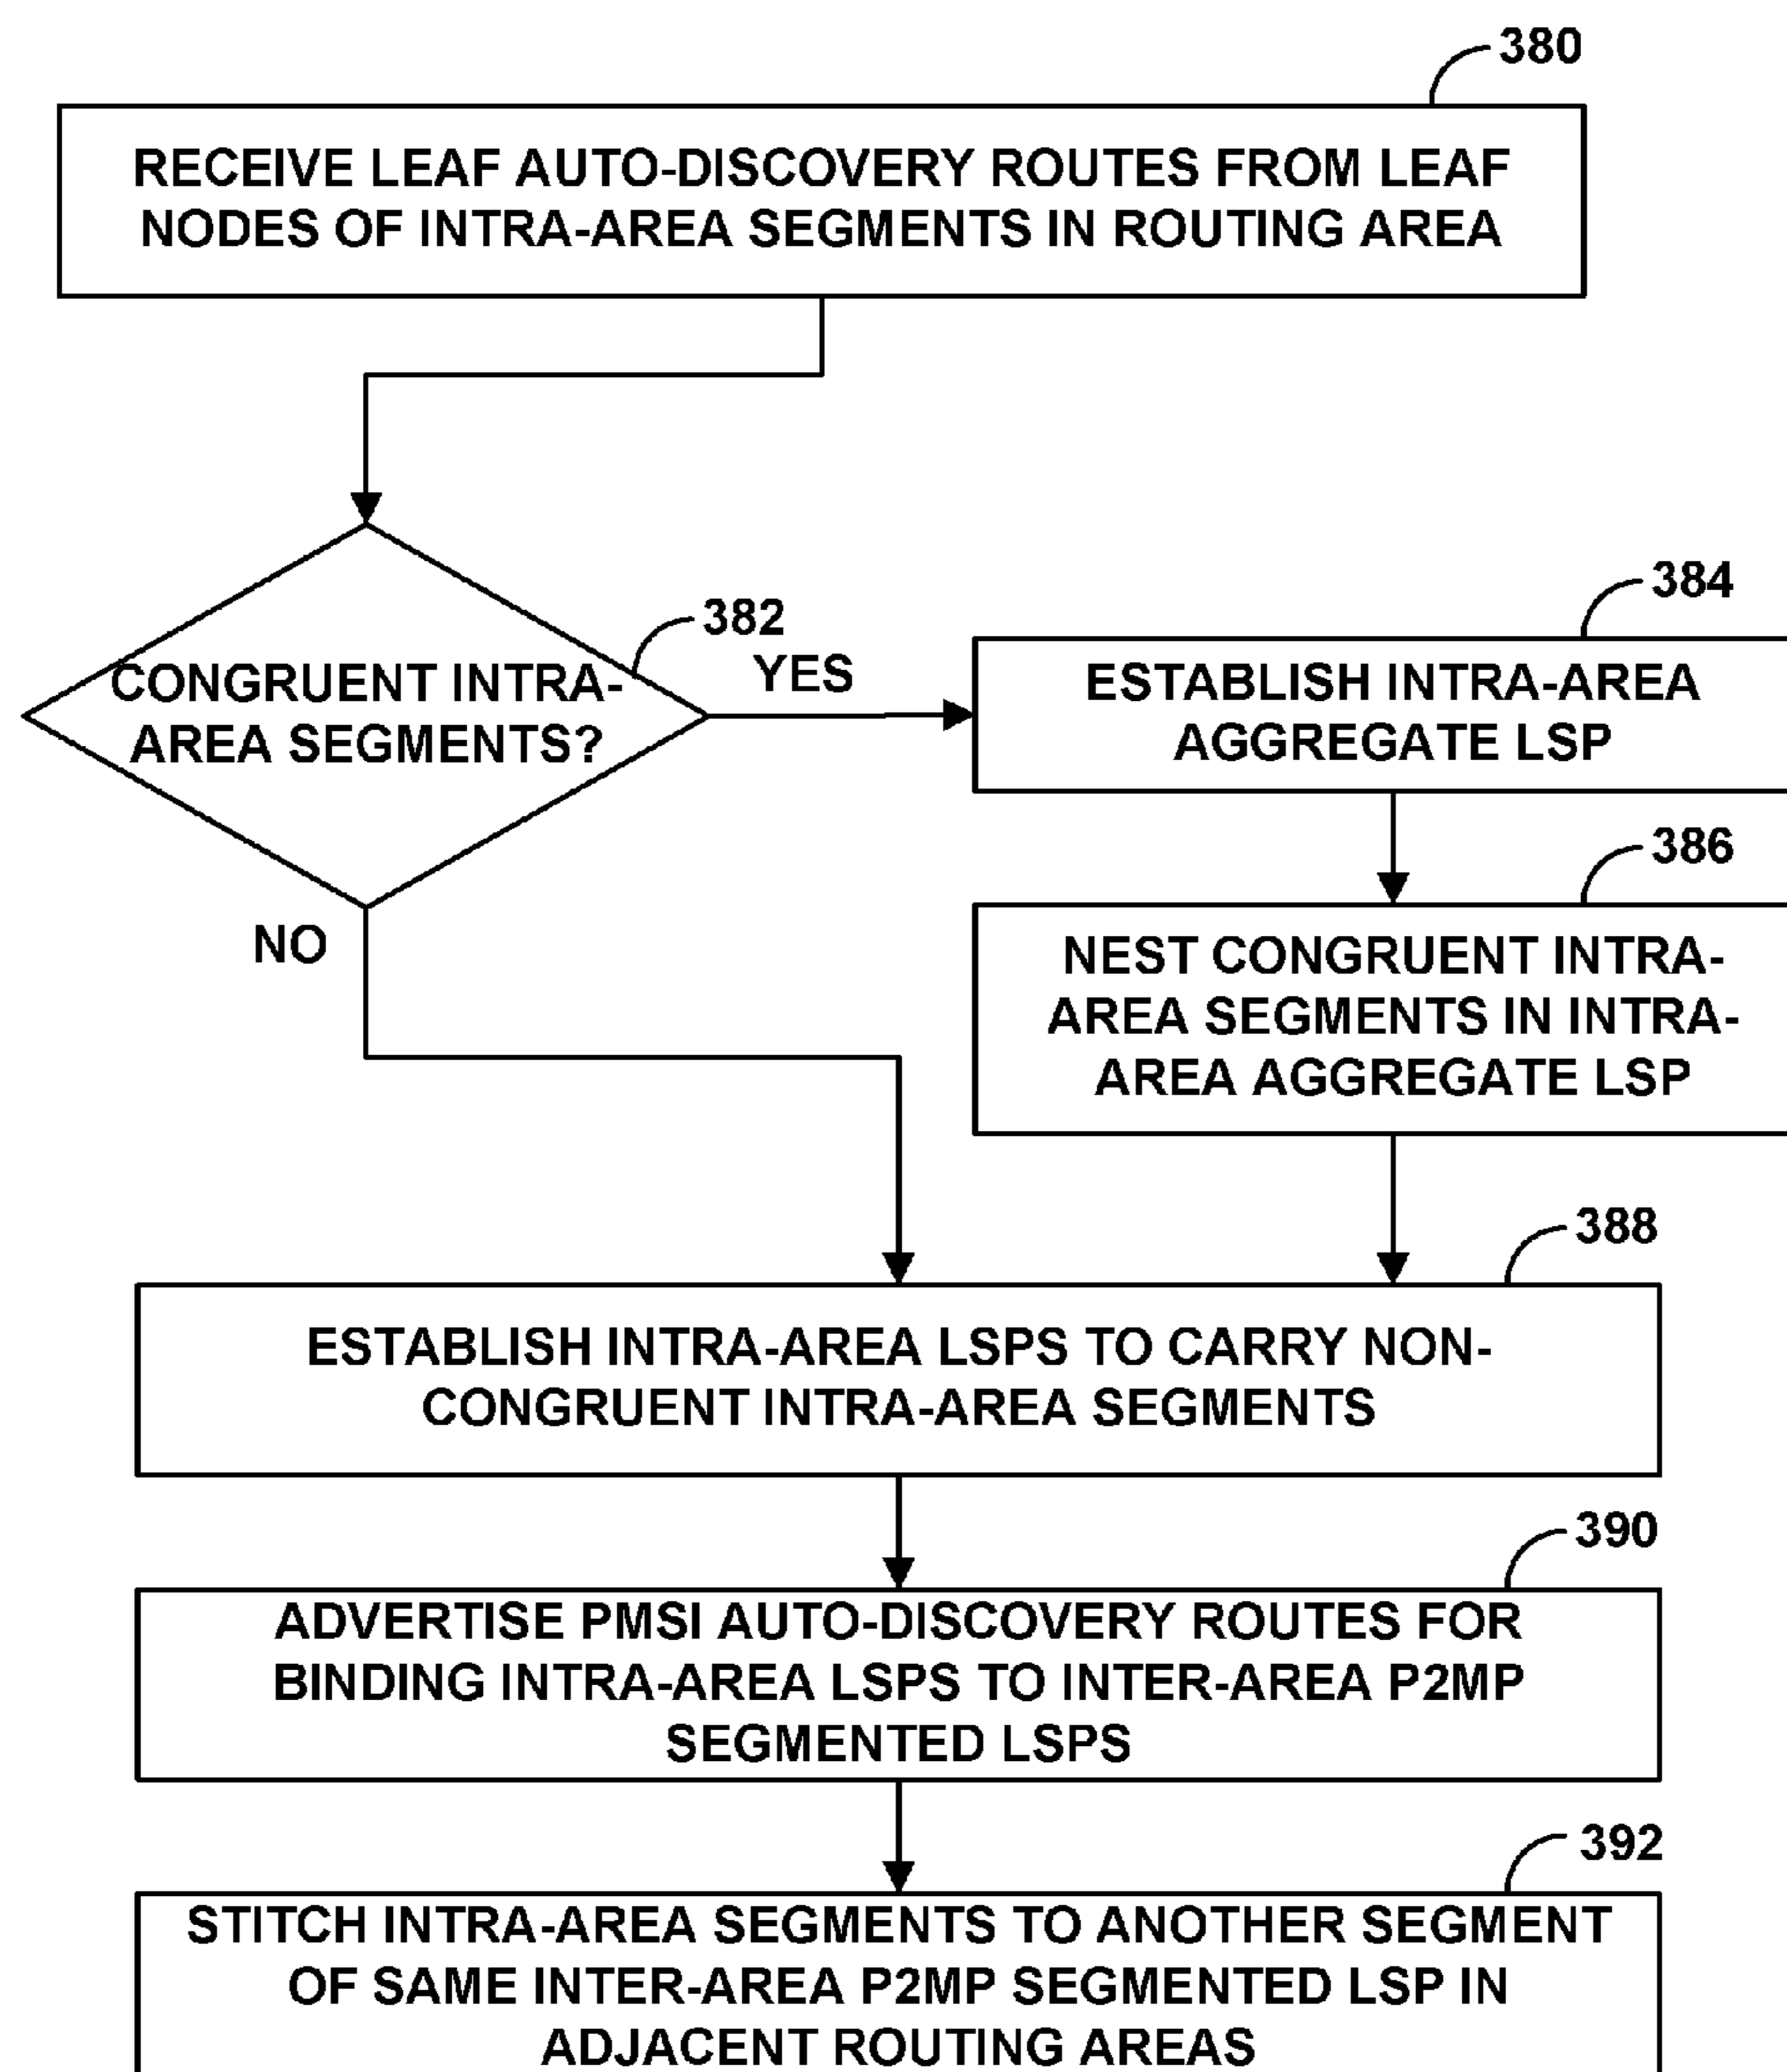 380
RECEIVE LEAF AUTO-DISCOVERY ROUTES FROM LEAF
NODES OF INTRA-AREA SEGMENTS IN ROUTING AREA
382
CONGRUENT INTRA-
AREA SEGMENTS?
YES
NO
384
ESTABLISH INTRA-AREA
AGGREGATE LSP
386
NEST CONGRUENT INTRA-
AREA SEGMENTS IN INTRA-
AREA AGGREGATE LSP
388
ESTABLISH INTRA-AREA LSPS TO CARRY NON-
CONGRUENT INTRA-AREA SEGMENTS
390
ADVERTISE PMSI AUTO-DISCOVERY ROUTES FOR
BINDING INTRA-AREA LSPS TO INTER-AREA P2MP
SEGMENTED LSPS
392
STITCH INTRA-AREA SEGMENTS TO ANOTHER SEGMENT
OF SAME INTER-AREA P2MP SEGMENTED LSP IN
ADJACENT ROUTING AREAS